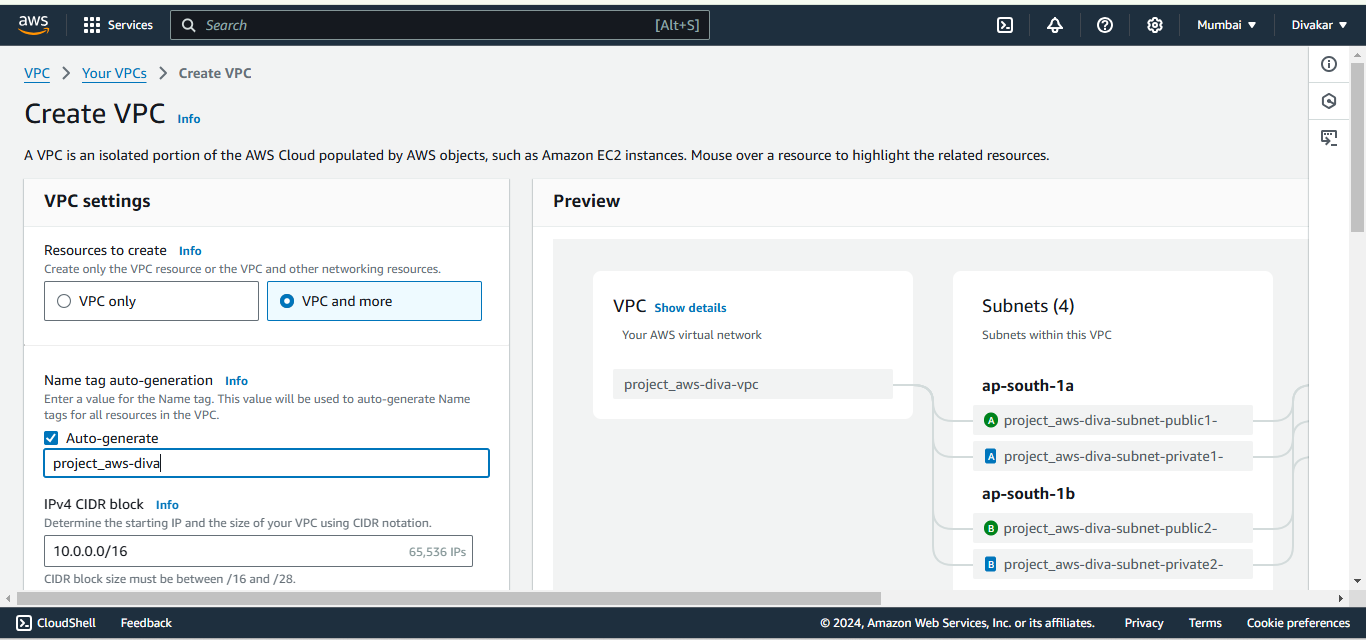 aws
Services
Search
[Alt+S]
Mumbai
Divakar
VPC
Your VPCs
Create VPC
Create VPC Info
A VPC is an isolated portion of the AWS Cloud populated by AWS objects, such as Amazon EC2 instances. Mouse over a resource to highlight the related resources.
VPC settings
Resources to create Info
Create only the VPC resource or the VPC and other networking resources.
VPC only
VPC and more
Name tag auto-generation Info
Enter a value for the Name tag. This value will be used to auto-generate Name
tags for all resources in the VPC.
Auto-generate
project_aws-diva
IPv4 CIDR block Info
Determine the starting IP and the size of your VPC using CIDR notation.
10.0.0.0/16
65,536 IPs
CIDR block size must be between /16 and /28.
Preview
VPC Show details
Your AWS virtual network
project_aws-diva-vpc
Subnets (4)
Subnets within this VPC
ap-south-1a
A project_aws-diva-subnet-public1-
A project_aws-diva-subnet-private1-
ap-south-1b
B project_aws-diva-subnet-public2-
B project_aws-diva-subnet-private2-
CloudShell
Feedback
© 2024, Amazon Web Services, Inc. or its affiliates.
Privacy
Terms
Cookie preferences